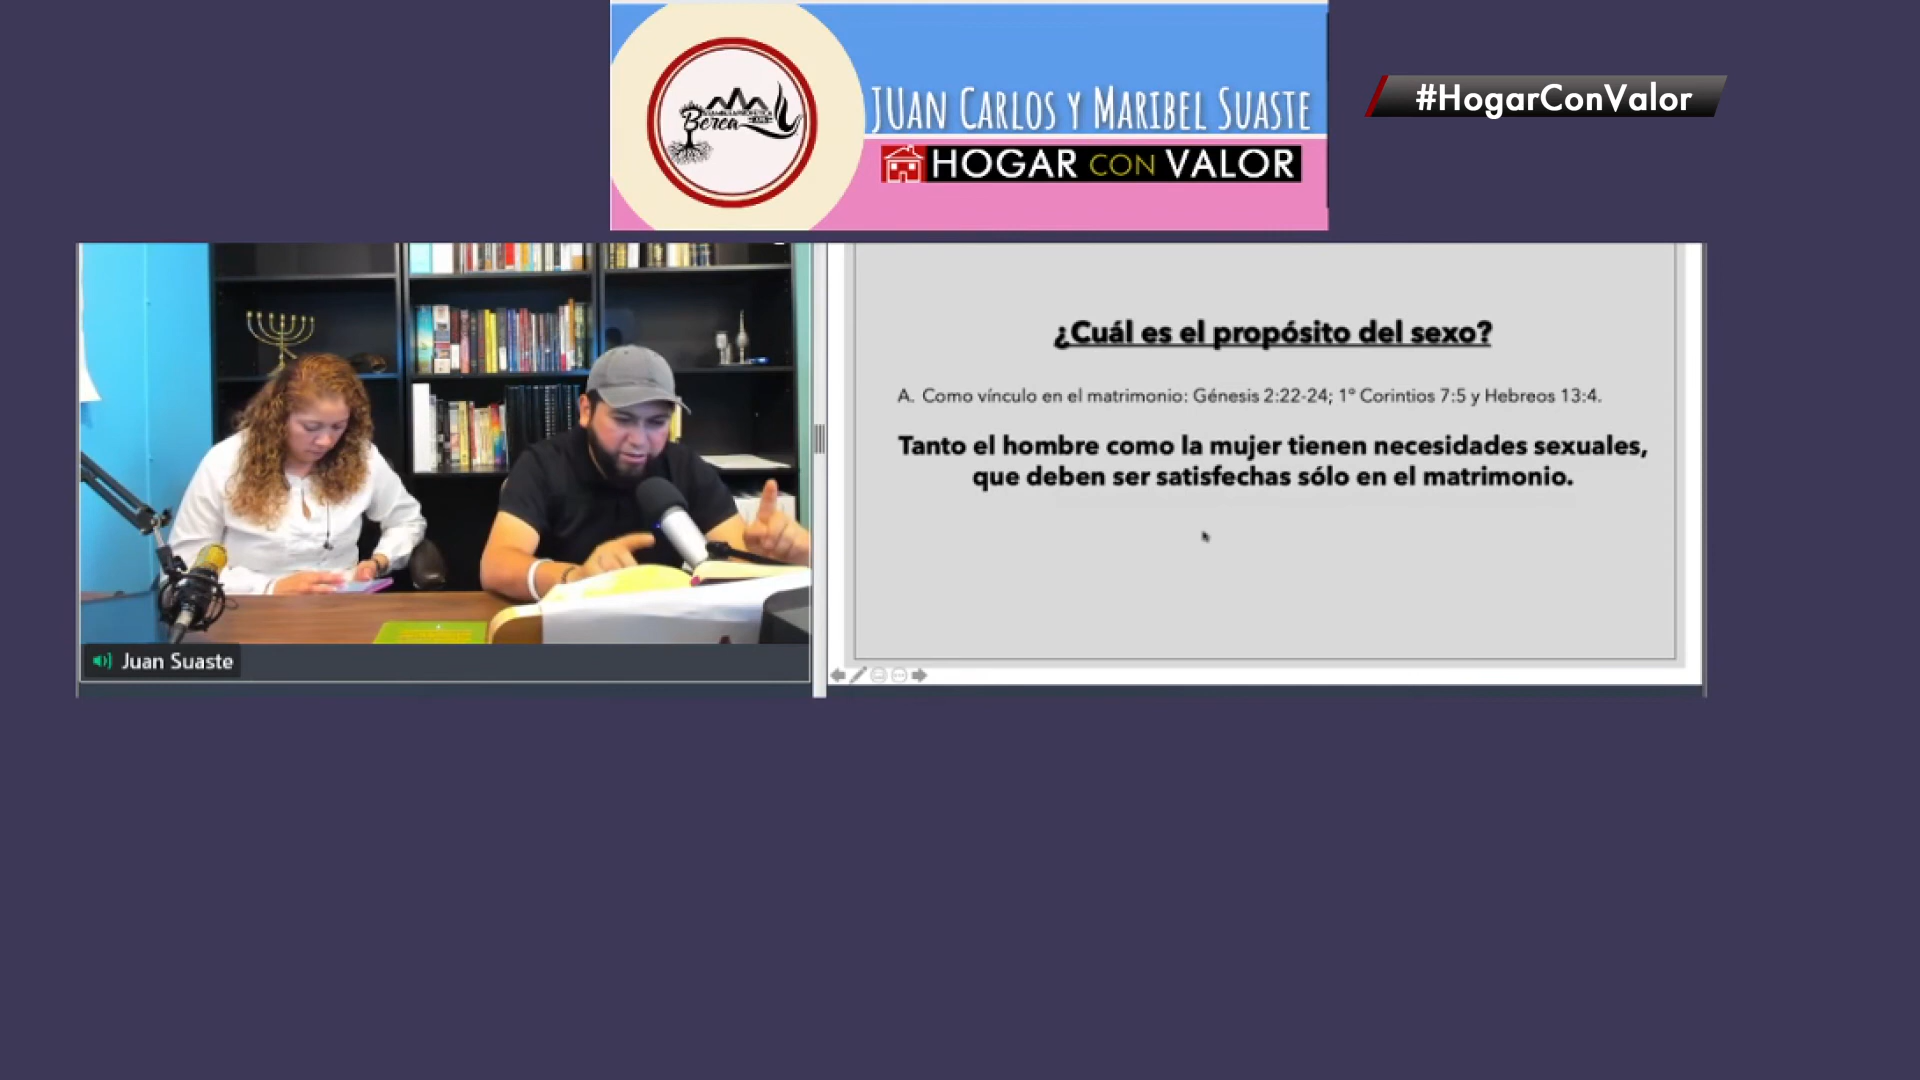 JUan Carlos y Maribel Suaste
HOGAR CON VALOR
#HogarConValor
Berea
¿Cuál es el propósito del sexo?
A. Como vínculo en el matrimonio: Génesis 2:22-24; 1º Corintios 7:5 y Hebreos 13:4.
Tanto el hombre como la mujer tienen necesidades sexuales,
que deben ser satisfechas sólo en el matrimonio.
Juan Suaste